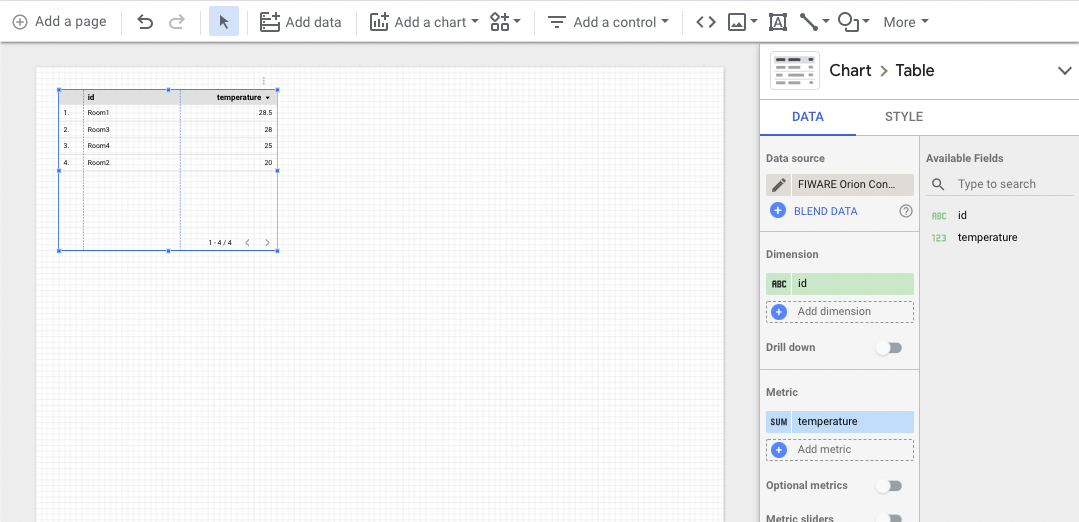 Add a page Add data Add a chart Add a control More
Chart > Table
DATA STYLE
id temperature
1. Room1 28.5
2. Room3 28
3. Room4 25
4. Room2 20
1 - 4 / 4
Data source
FIWARE Orion Con...
BLEND DATA
Dimension
ABC id
Add dimension
Drill down
Metric
SUM temperature
Add metric
Optional metrics
Metric sliders
Available Fields
Type to search
ABC id
123 temperature